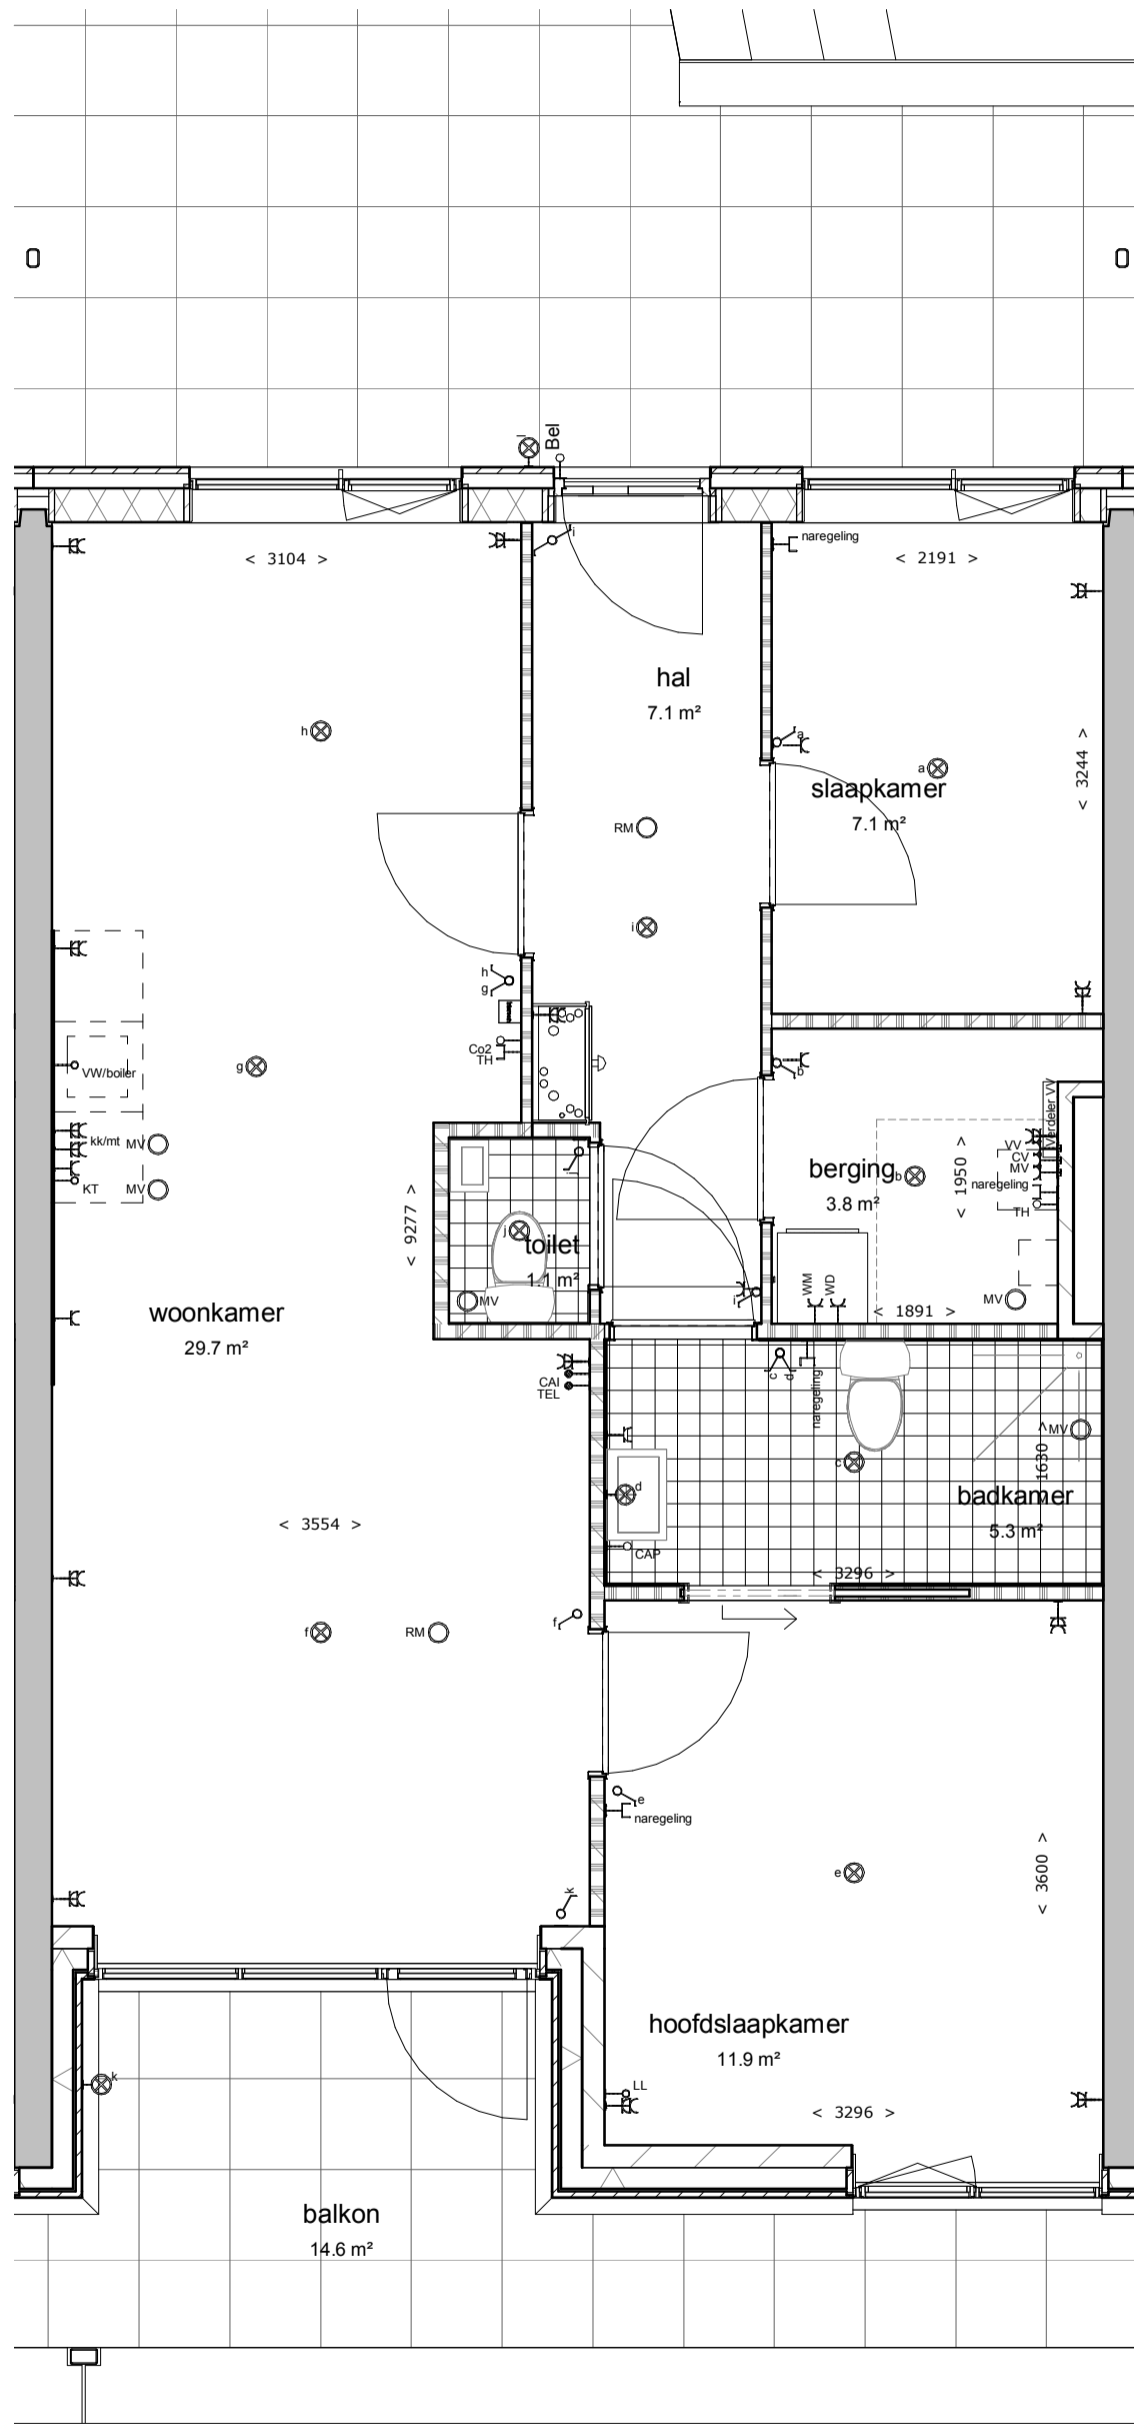 l
Bel
i
naregeling
< 3104 >
< 2191 >
hal
7.1 m²
h
a
a
< 3244 >
slaapkamer
7.1 m²
RM
i
h
g
Co2
TH
g
VW/boiler
b
Verdeler VV
kk/mt
MV
KT
MV
VV
CV
MV
naregeling
TH
berging
3.8 m²
b
< 1950 >
< 9277 >
j
j
toilet
1.1 m²
MV
i
WM
WD
MV
< 1891 >
woonkamer
29.7 m²
CAI
TEL
c
d
naregeling
MV
< 1630 >
c
d
badkamer
5.3 m²
< 3554 >
CAP
< 3296 >
f
f
RM
e
naregeling
e
< 3600 >
k
hoofdslaapkamer
11.9 m²
k
LL
< 3296 >
balkon
14.6 m²